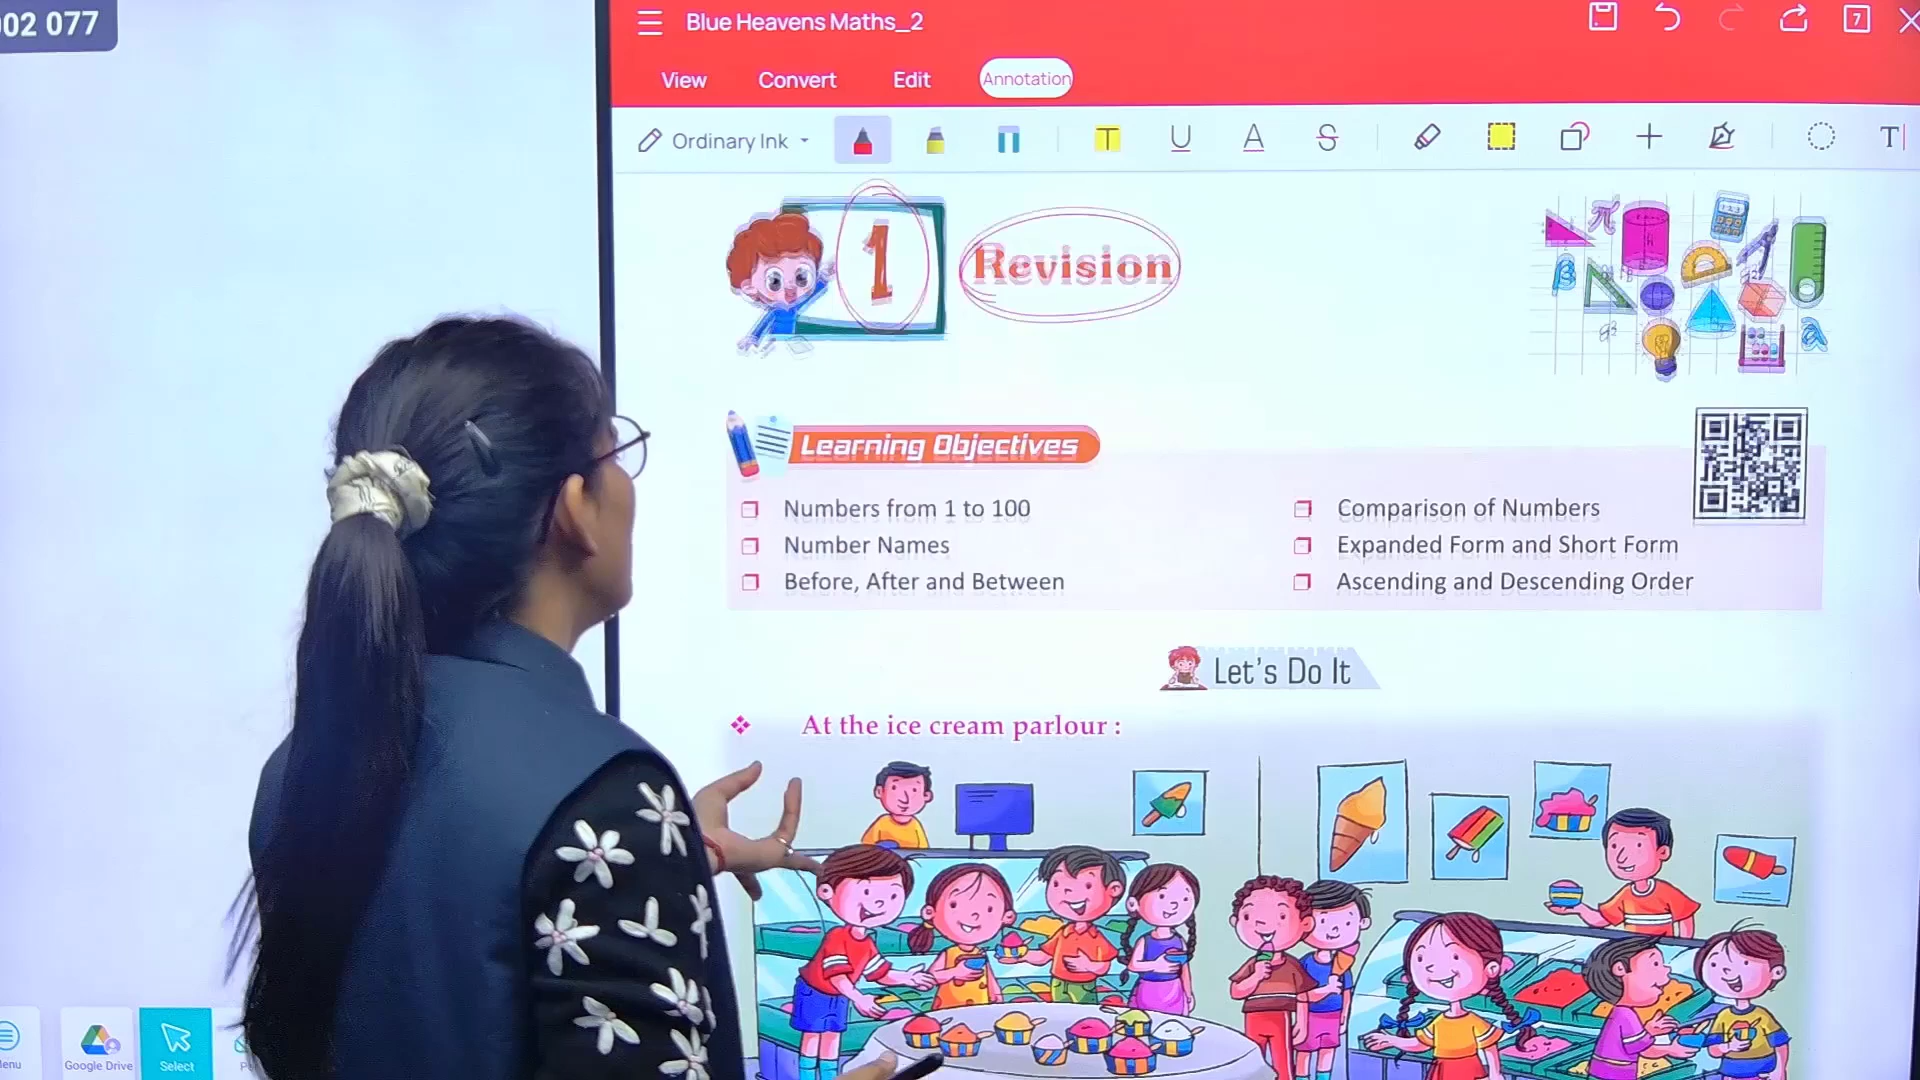 002 077
Blue Heavens Maths_2
7
View Convert Edit Annotation
Ordinary Ink
T U A S T
1 Revision
Learning Objectives
Numbers from 1 to 100
Number Names
Before, After and Between
Comparison of Numbers
Expanded Form and Short Form
Ascending and Descending Order
Let's Do It
At the ice cream parlour :
Google Drive
Select